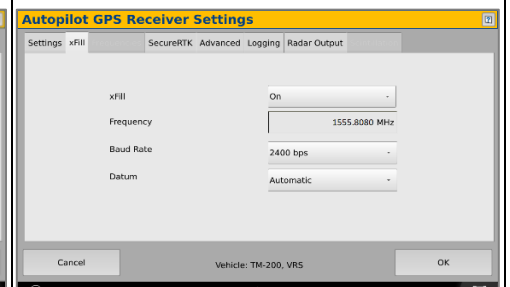 Autopilot GPS Receiver Settings
Settings xFill SecureRTK Advanced Logging Radar Output
xFill On
Frequency 1555.8080 MHz
Baud Rate 2400 bps
Datum Automatic
Cancel Vehicle: TM-200, VRS OK